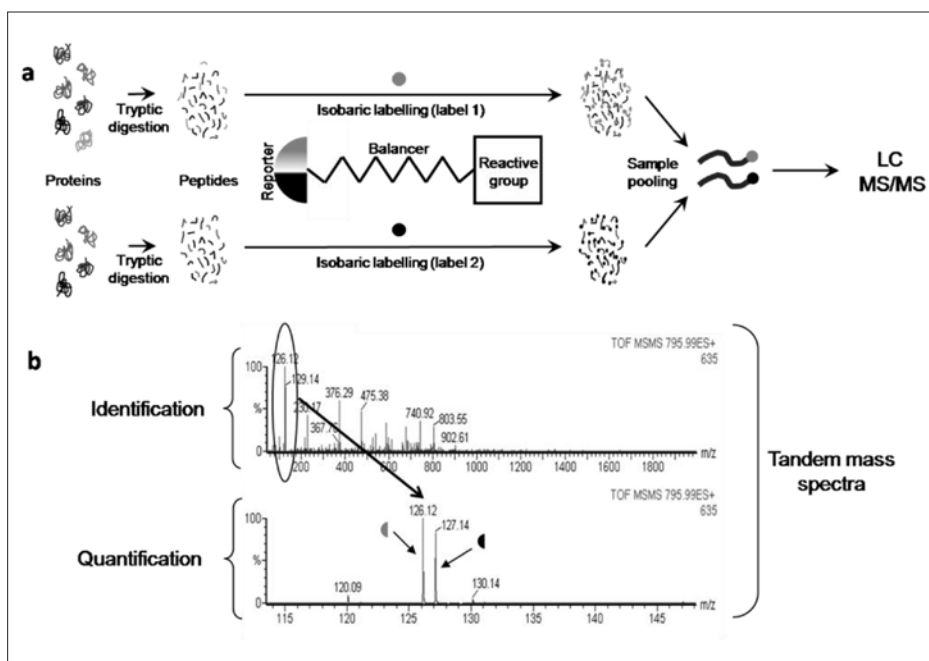 a
Tryptic
digestion
Isobaric labelling (label 1)
Proteins
Peptides
Reporter
Balancer
Reactive
group
Sample
pooling
LC
MS/MS
Tryptic
digestion
Isobaric labelling (label 2)
b
Identification
TOF MSMS 795.99ES+
635
100
%
0
126.12
129.14
230.17
376.29
367.76
475.38
740.92
803.55
902.61
200 400 600 800 1000 1200 1400 1600 1800
m/z
Tandem mass
spectra
Quantification
TOF MSMS 795.99ES+
635
100
%
0
126.12
127.14
120.09
130.14
115 120 125 130 135 140 145
m/z